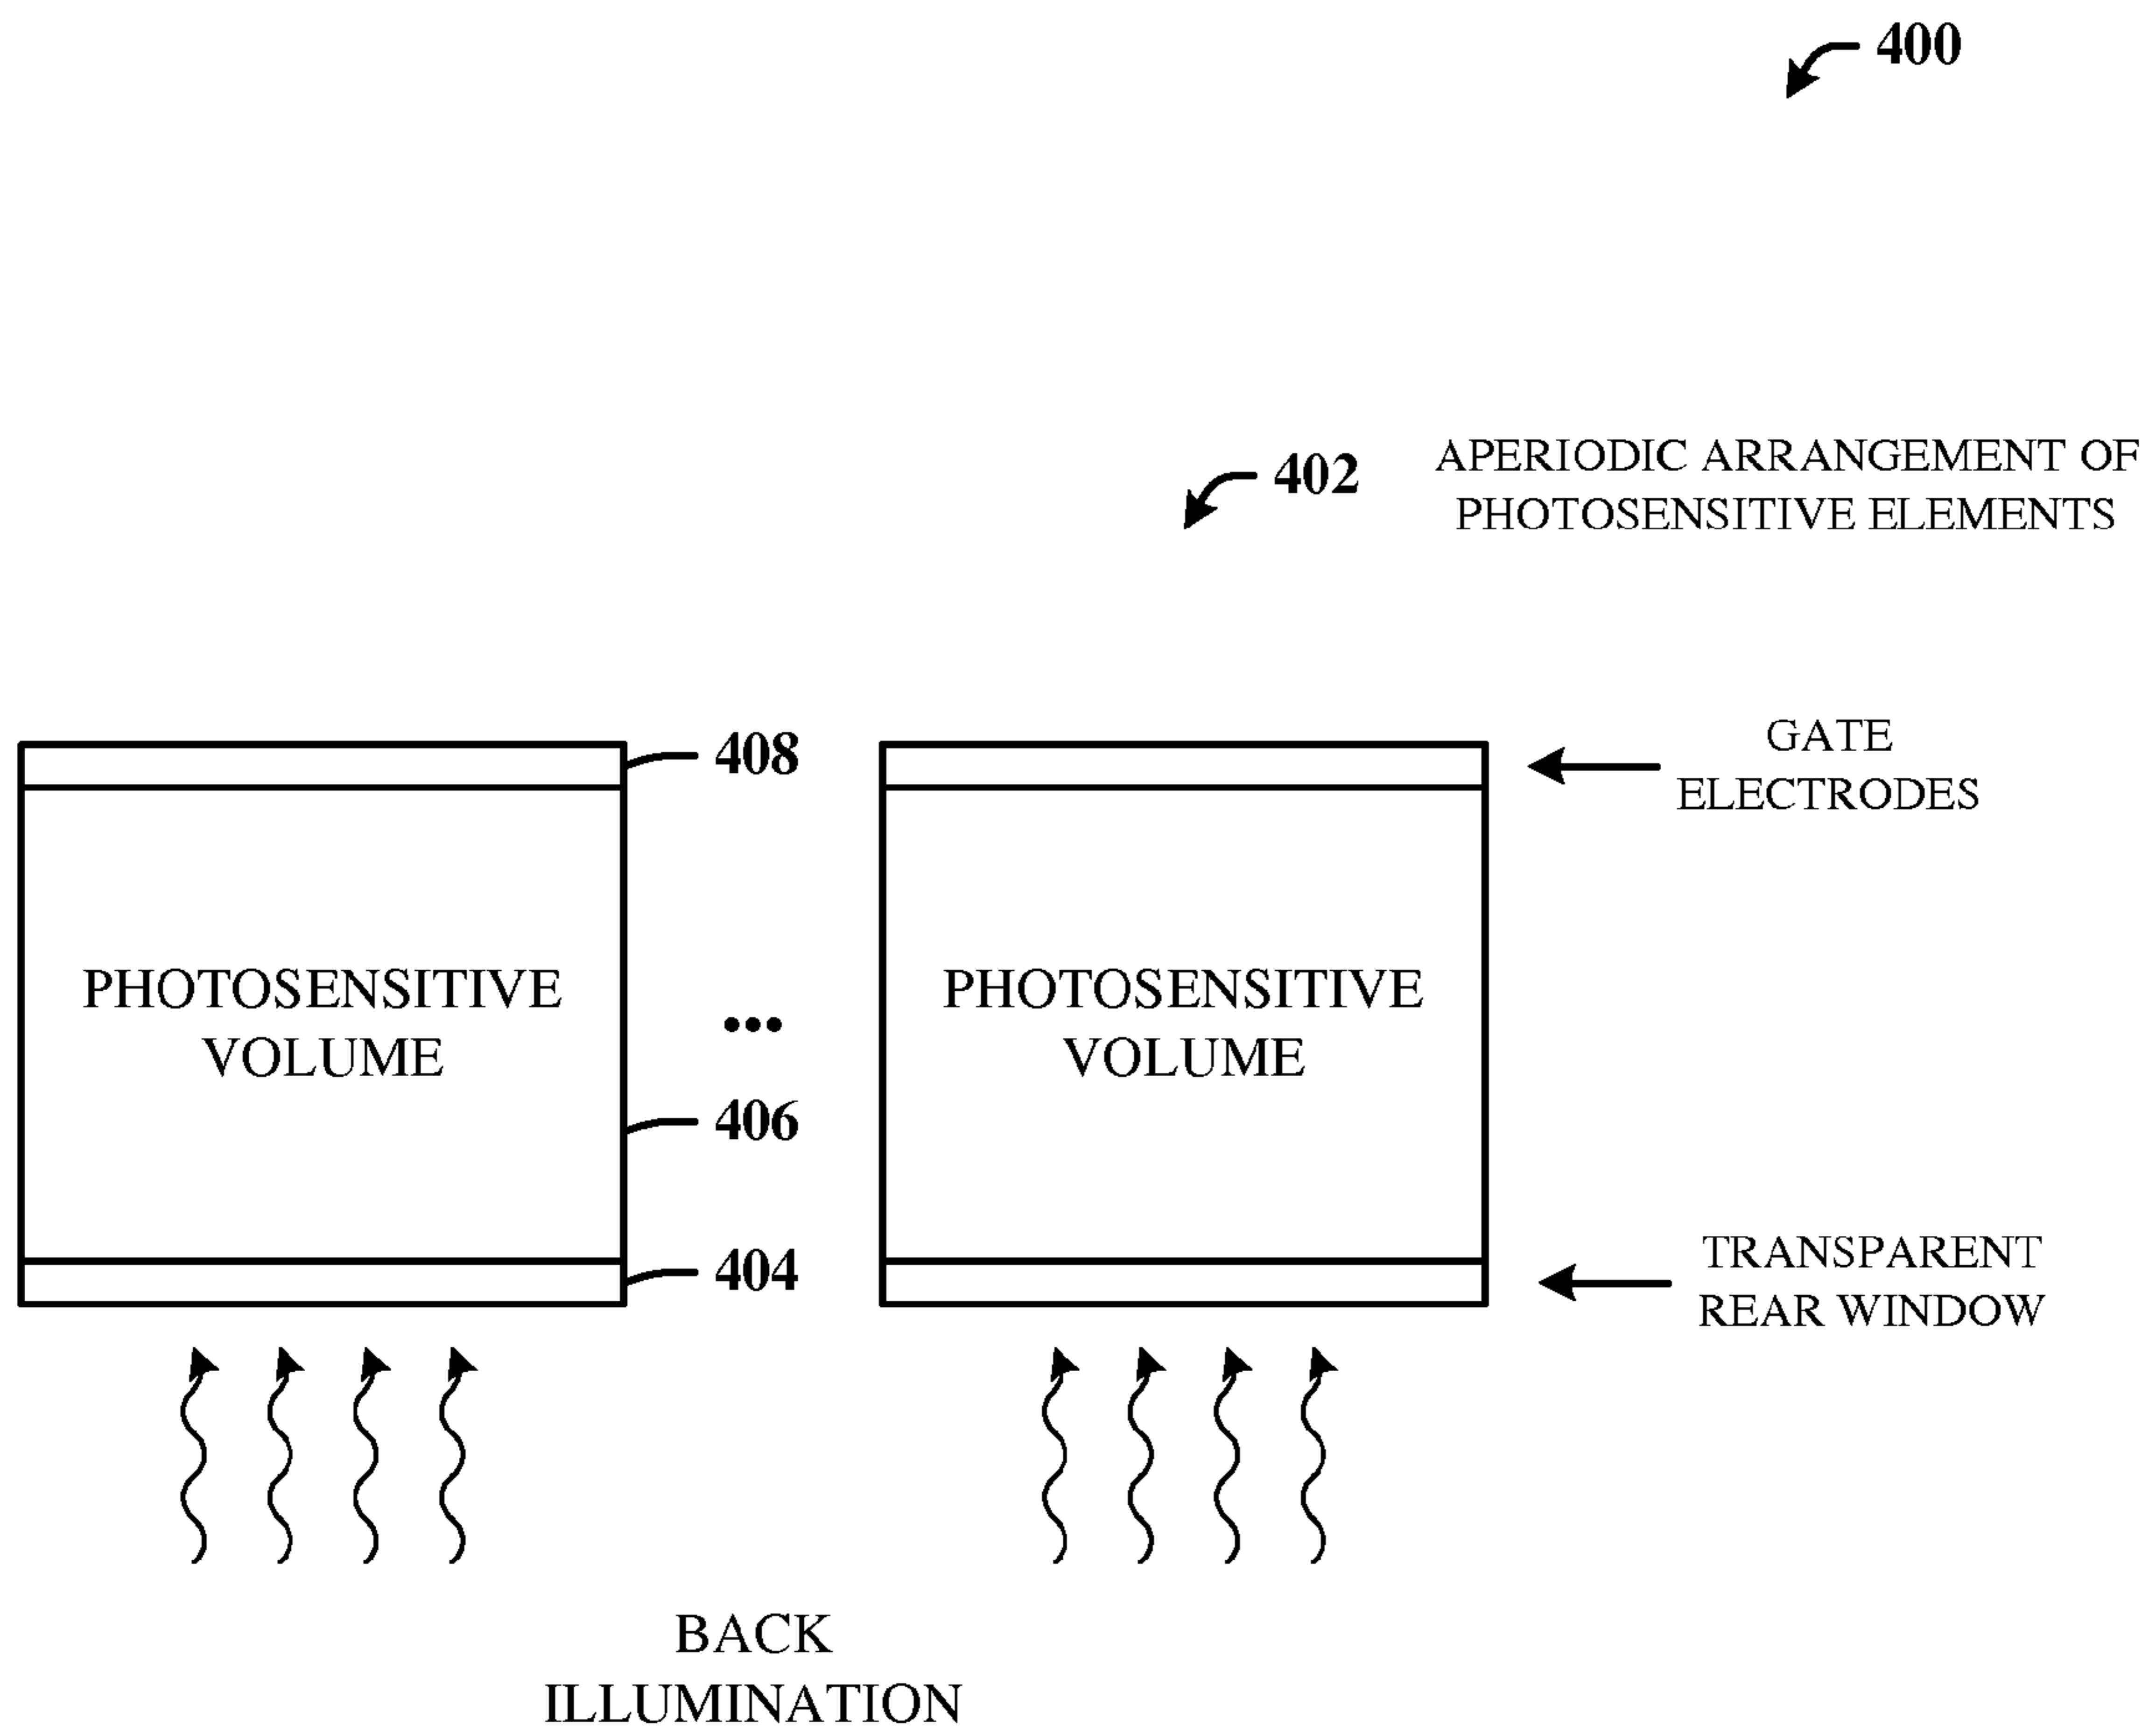 400
402
APERIODIC ARRANGEMENT OF
PHOTOSENSITIVE ELEMENTS
408
GATE
ELECTRODES
PHOTOSENSITIVE
VOLUME
•••
PHOTOSENSITIVE
VOLUME
406
404
TRANSPARENT
REAR WINDOW
BACK
ILLUMINATION